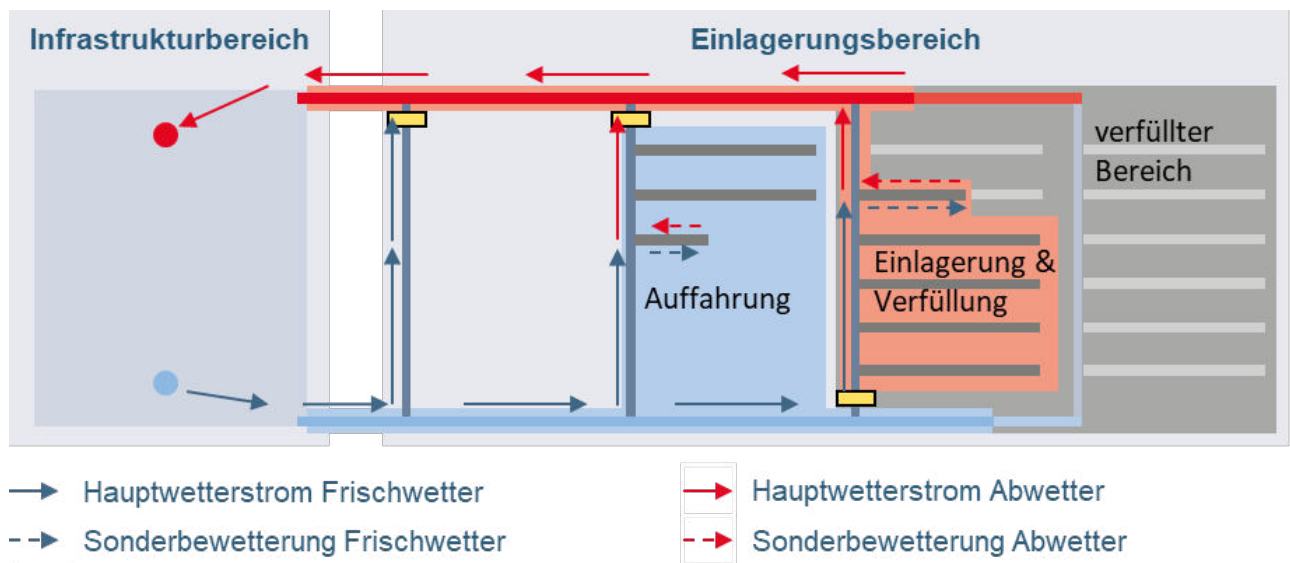 Infrastrukturbereich
Einlagerungsbereich
verfüllter
Bereich
Einlagerung &
Verfüllung
Auffahrung
Hauptwetterstrom Frischwetter
Hauptwetterstrom Abwetter
Sonderbewetterung Frischwetter
Sonderbewetterung Abwetter